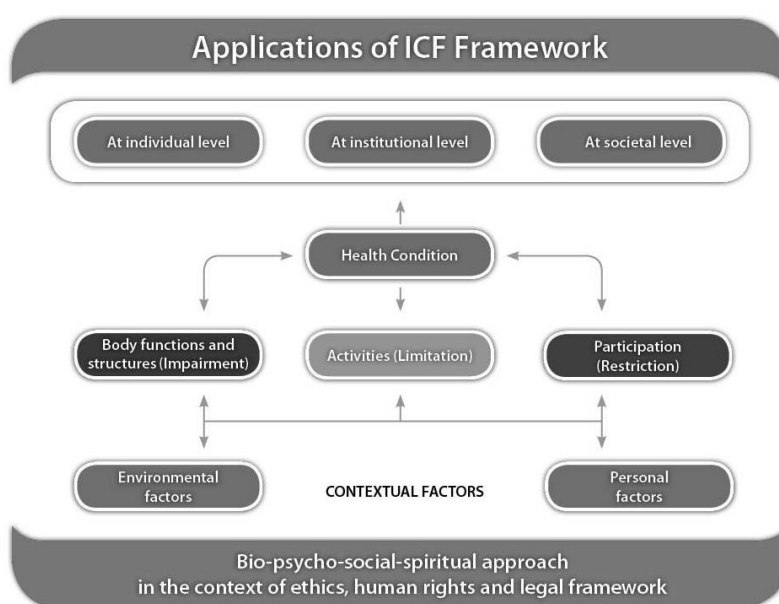 Applications of ICF Framework
At individual level
At institutional level
At societal level
Health Condition
Body functions and
structures (Impairment)
Activities (Limitation)
Participation
(Restriction)
Environmental
factors
CONTEXTUAL FACTORS
Personal
factors
Bio-psycho-social-spiritual approach
in the context of ethics, human rights and legal framework